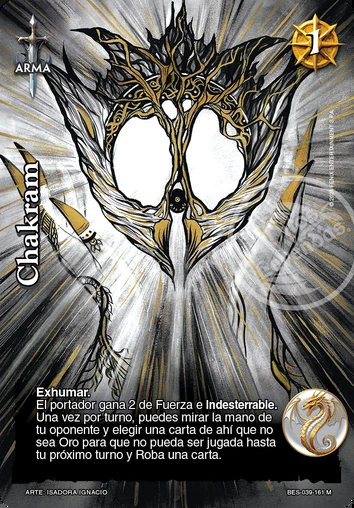 1
ARMA
Chakram
Exhumar.
El portador gana 2 de Fuerza e Indesterrable.
Una vez por turno, puedes mirar la mano de
tu oponente y elegir una carta de ahí que no
sea Oro para que no pueda ser jugada hasta
tu próximo turno y Roba una carta.
ARTE: ISADORA IGNACIO
BES-039-161 M